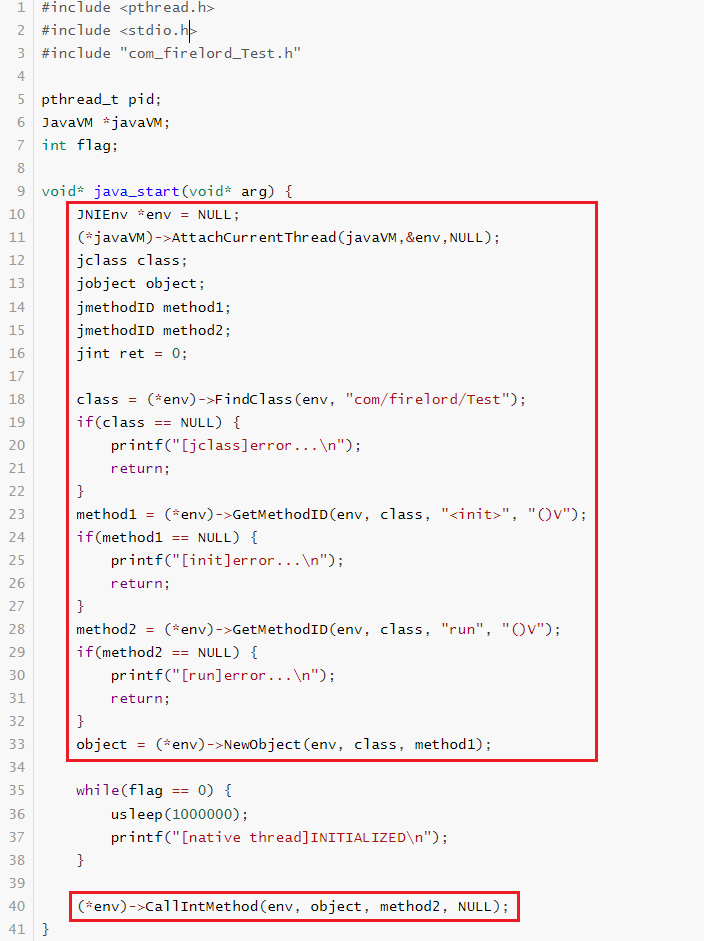 1 #include <pthread.h>
2 #include <stdio.h>
3 #include "com_firelord_Test.h"
4
5 pthread_t pid;
6 JavaVM *javaVM;
7 int flag;
8
9 void* java_start(void* arg) {
10     JNIEnv *env = NULL;
11     (*javaVM)->AttachCurrentThread(javaVM,&env,NULL);
12     jclass class;
13     jobject object;
14     jmethodID method1;
15     jmethodID method2;
16     jint ret = 0;
17
18     class = (*env)->FindClass(env, "com/firelord/Test");
19     if(class == NULL) {
20         printf("[jclass]error...\n");
21         return;
22     }
23     method1 = (*env)->GetMethodID(env, class, "<init>", "()V");
24     if(method1 == NULL) {
25         printf("[init]error...\n");
26         return;
27     }
28     method2 = (*env)->GetMethodID(env, class, "run", "()V");
29     if(method2 == NULL) {
30         printf("[run]error...\n");
31         return;
32     }
33     object = (*env)->NewObject(env, class, method1);
34
35     while(flag == 0) {
36         usleep(1000000);
37         printf("[native thread]INITIALIZED\n");
38     }
39
40     (*env)->CallIntMethod(env, object, method2, NULL);
41 }